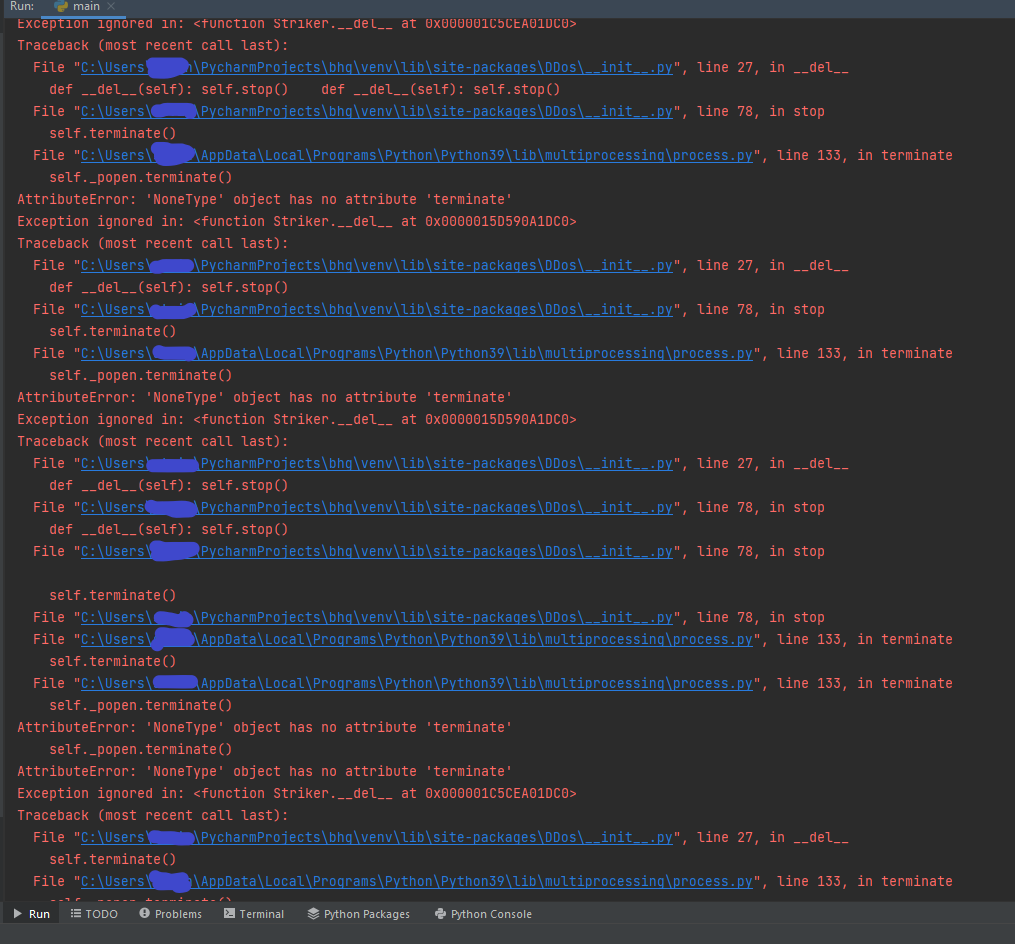 Run: main
Exception ignored in: <function Striker.__del__ at 0x000001C5CEA01DC0>
Traceback (most recent call last):
File "C:\Users\ \PycharmProjects\bhq\venv\lib\site-packages\DDos\__init__.py", line 27, in __del__
def __del__(self): self.stop()    def __del__(self): self.stop()
File "C:\Users\ \PycharmProjects\bhq\venv\lib\site-packages\DDos\__init__.py", line 78, in stop
self.terminate()
File "C:\Users\ \AppData\Local\Programs\Python\Python39\lib\multiprocessing\process.py", line 133, in terminate
self._popen.terminate()
AttributeError: 'NoneType' object has no attribute 'terminate'
Exception ignored in: <function Striker.__del__ at 0x0000015D590A1DC0>
Traceback (most recent call last):
File "C:\Users\ \PycharmProjects\bhq\venv\lib\site-packages\DDos\__init__.py", line 27, in __del__
def __del__(self): self.stop()
File "C:\Users\ \PycharmProjects\bhq\venv\lib\site-packages\DDos\__init__.py", line 78, in stop
self.terminate()
File "C:\Users\ \AppData\Local\Programs\Python\Python39\lib\multiprocessing\process.py", line 133, in terminate
self._popen.terminate()
AttributeError: 'NoneType' object has no attribute 'terminate'
Exception ignored in: <function Striker.__del__ at 0x0000015D590A1DC0>
Traceback (most recent call last):
File "C:\Users\ PycharmProjects\bhq\venv\lib\site-packages\DDos\__init__.py", line 27, in __del__
def __del__(self): self.stop()
File "C:\Users\ PycharmProjects\bhq\venv\lib\site-packages\DDos\__init__.py", line 78, in stop
def __del__(self): self.stop()
File "C:\Users\ PycharmProjects\bhq\venv\lib\site-packages\DDos\__init__.py", line 78, in stop
self.terminate()
File "C:\Users\ \PycharmProjects\bhq\venv\lib\site-packages\DDos\__init__.py", line 78, in stop
File "C:\Users\ \AppData\Local\Programs\Python\Python39\lib\multiprocessing\process.py", line 133, in terminate
self.terminate()
File "C:\Users\ \AppData\Local\Programs\Python\Python39\lib\multiprocessing\process.py", line 133, in terminate
self._popen.terminate()
AttributeError: 'NoneType' object has no attribute 'terminate'
self._popen.terminate()
AttributeError: 'NoneType' object has no attribute 'terminate'
Exception ignored in: <function Striker.__del__ at 0x000001C5CEA01DC0>
Traceback (most recent call last):
File "C:\Users\ \PycharmProjects\bhq\venv\lib\site-packages\DDos\__init__.py", line 27, in __del__
self.terminate()
File "C:\Users\ \AppData\Local\Programs\Python\Python39\lib\multiprocessing\process.py", line 133, in terminate
Run TODO Problems Terminal Python Packages Python Console